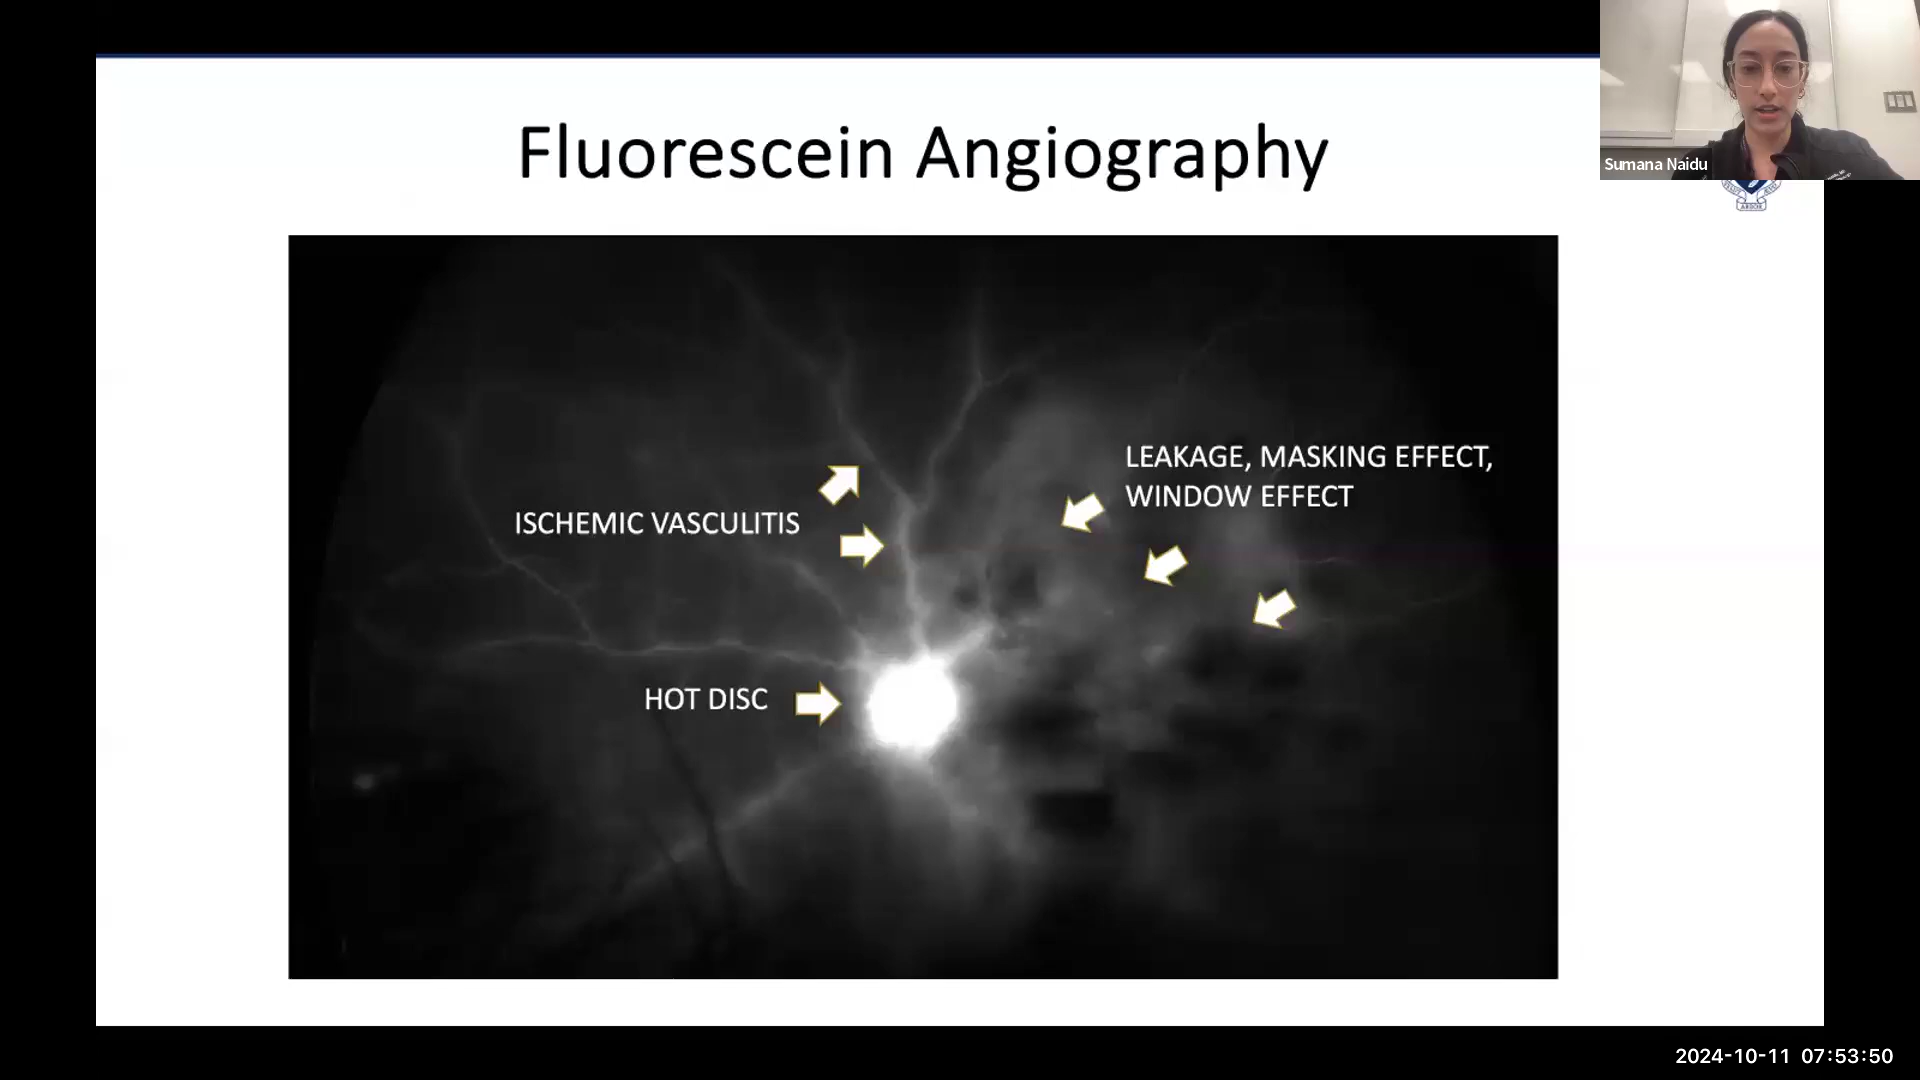 Fluorescein Angiography
Sumana Naidu
ARBOR
LEAKAGE, MASKING EFFECT,
WINDOW EFFECT
ISCHEMIC VASCULITIS
HOT DISC
2024-10-11 07:53:50